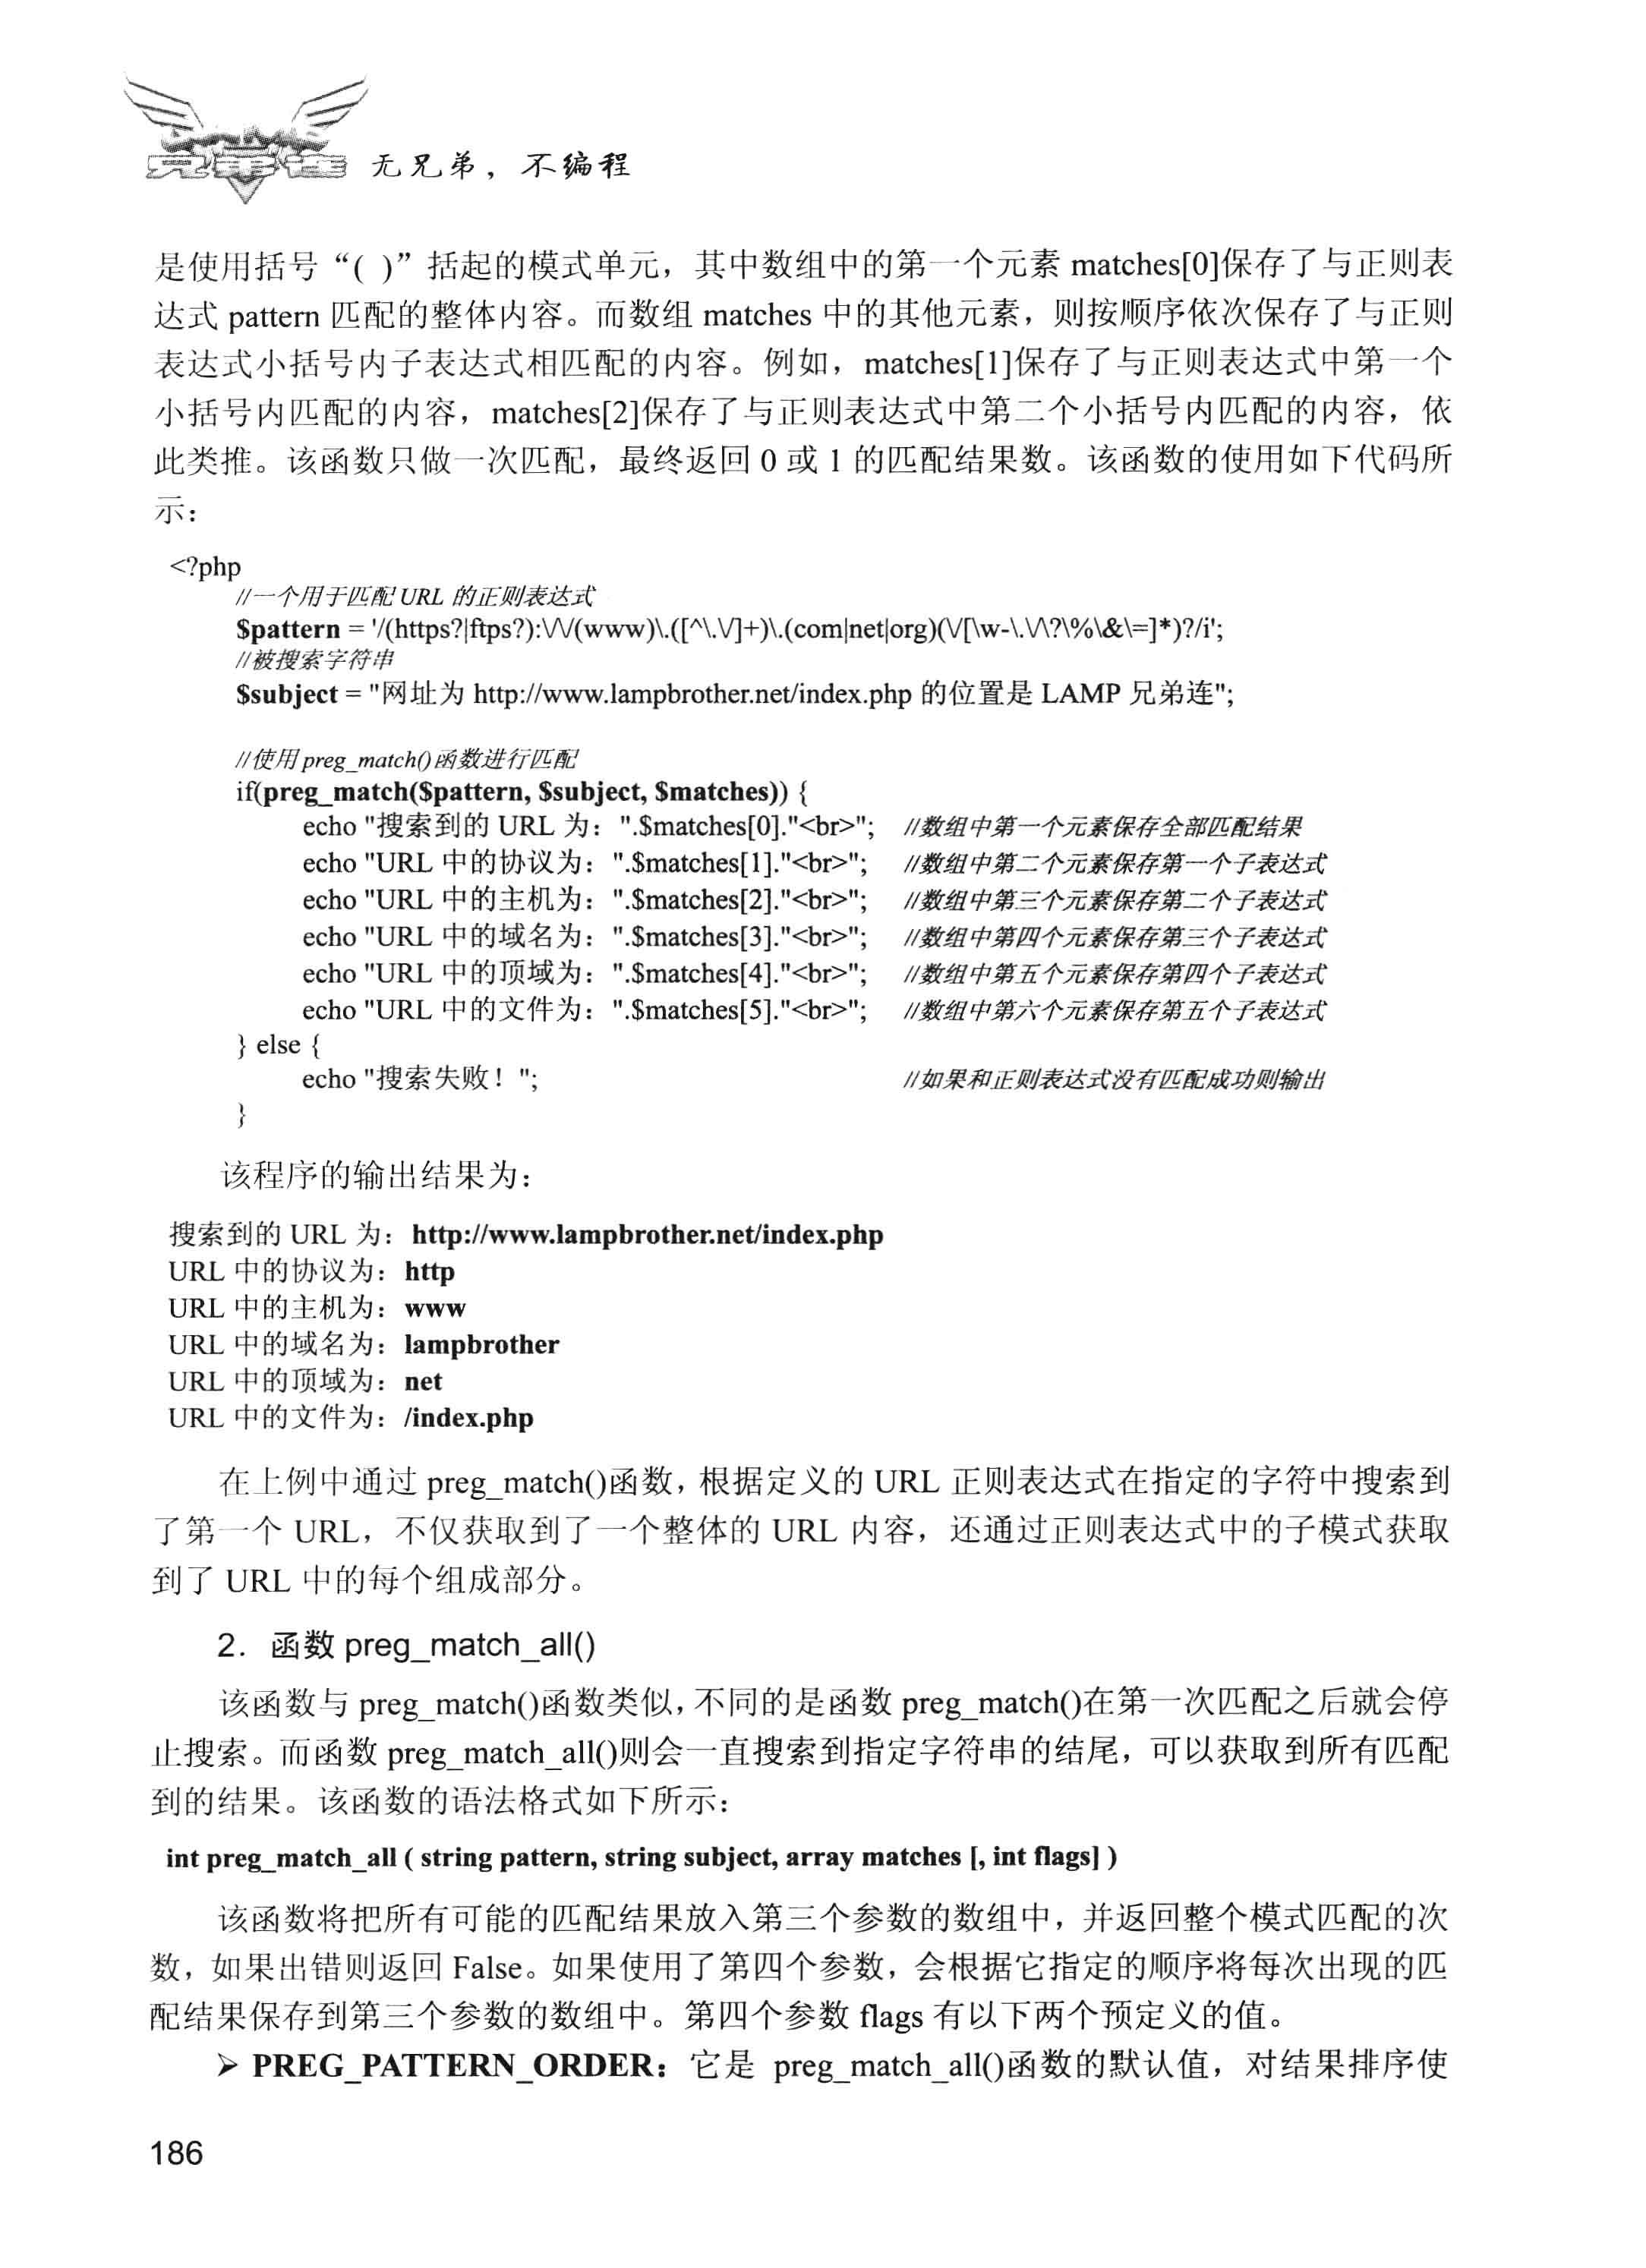 兄弟连 无兄弟，不编程
是使用括号“( )”括起的模式单元，其中数组中的第一个元素 matches[0]保存了与正则表
达式 pattern 匹配的整体内容。而数组 matches 中的其他元素，则按顺序依次保存了与正则
表达式小括号内子表达式相匹配的内容。例如，matches[1]保存了与正则表达式中第一个
小括号内匹配的内容，matches[2]保存了与正则表达式中第二个小括号内匹配的内容，依
此类推。该函数只做一次匹配，最终返回 0 或 1 的匹配结果数。该函数的使用如下代码所
示：
<?php
//一个用于匹配 URL 的正则表达式
$pattern = '/(https?|ftps?):\/\/(www)\.([^\.\/]+)\.(com|net|org)(\/[\w-\.\/\?\%\&\=]*)?/i';
//被搜索字符串
$subject = "网址为 http://www.lampbrother.net/index.php 的位置是 LAMP 兄弟连";
//使用 preg_match()函数进行匹配
if(preg_match($pattern, $subject, $matches)) {
echo "搜索到的 URL 为：".$matches[0]."<br>"; //数组中第一个元素保存全部匹配结果
echo "URL 中的协议为：".$matches[1]."<br>"; //数组中第二个元素保存第一个子表达式
echo "URL 中的主机为：".$matches[2]."<br>"; //数组中第三个元素保存第二个子表达式
echo "URL 中的域名为：".$matches[3]."<br>"; //数组中第四个元素保存第三个子表达式
echo "URL 中的顶域为：".$matches[4]."<br>"; //数组中第五个元素保存第四个子表达式
echo "URL 中的文件为：".$matches[5]."<br>"; //数组中第六个元素保存第五个子表达式
} else {
echo "搜索失败！"; //如果和正则表达式没有匹配成功则输出
}
该程序的输出结果为：
搜索到的 URL 为：http://www.lampbrother.net/index.php
URL 中的协议为：http
URL 中的主机为：www
URL 中的域名为：lampbrother
URL 中的顶域为：net
URL 中的文件为：/index.php
在上例中通过 preg_match()函数，根据定义的 URL 正则表达式在指定的字符中搜索到
了第一个 URL，不仅获取到了一个整体的 URL 内容，还通过正则表达式中的子模式获取
到了 URL 中的每个组成部分。
2．函数 preg_match_all()
该函数与 preg_match()函数类似，不同的是函数 preg_match()在第一次匹配之后就会停
止搜索。而函数 preg_match_all()则会一直搜索到指定字符串的结尾，可以获取到所有匹配
到的结果。该函数的语法格式如下所示：
int preg_match_all ( string pattern, string subject, array matches [, int flags] )
该函数将把所有可能的匹配结果放入第三个参数的数组中，并返回整个模式匹配的次
数，如果出错则返回 False。如果使用了第四个参数，会根据它指定的顺序将每次出现的匹
配结果保存到第三个参数的数组中。第四个参数 flags 有以下两个预定义的值。
➢ PREG_PATTERN_ORDER：它是 preg_match_all()函数的默认值，对结果排序使
186